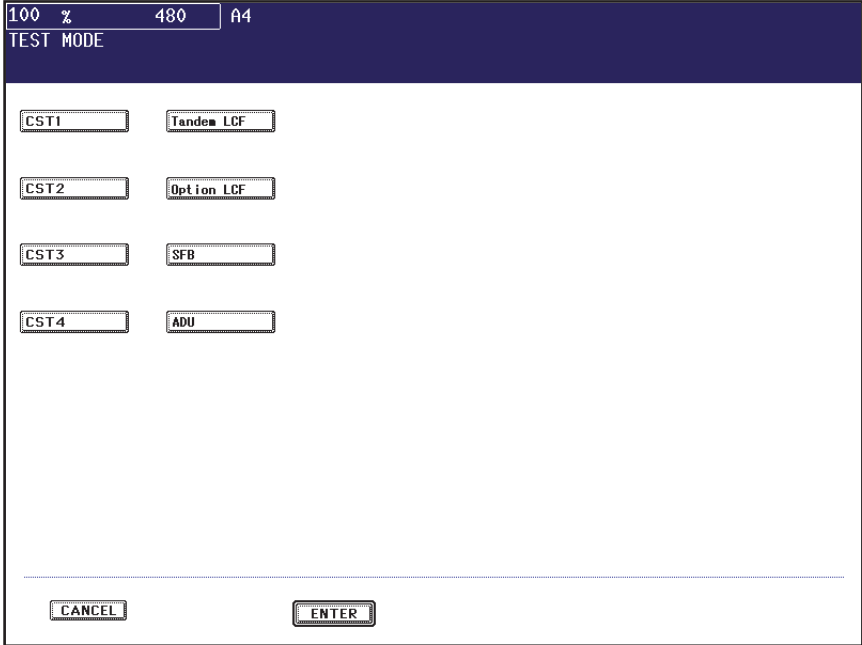 100 % 480 A4
TEST MODE
CST1 Tandem LCF
CST2 Option LCF
CST3 SFB
CST4 ADU
CANCEL ENTER